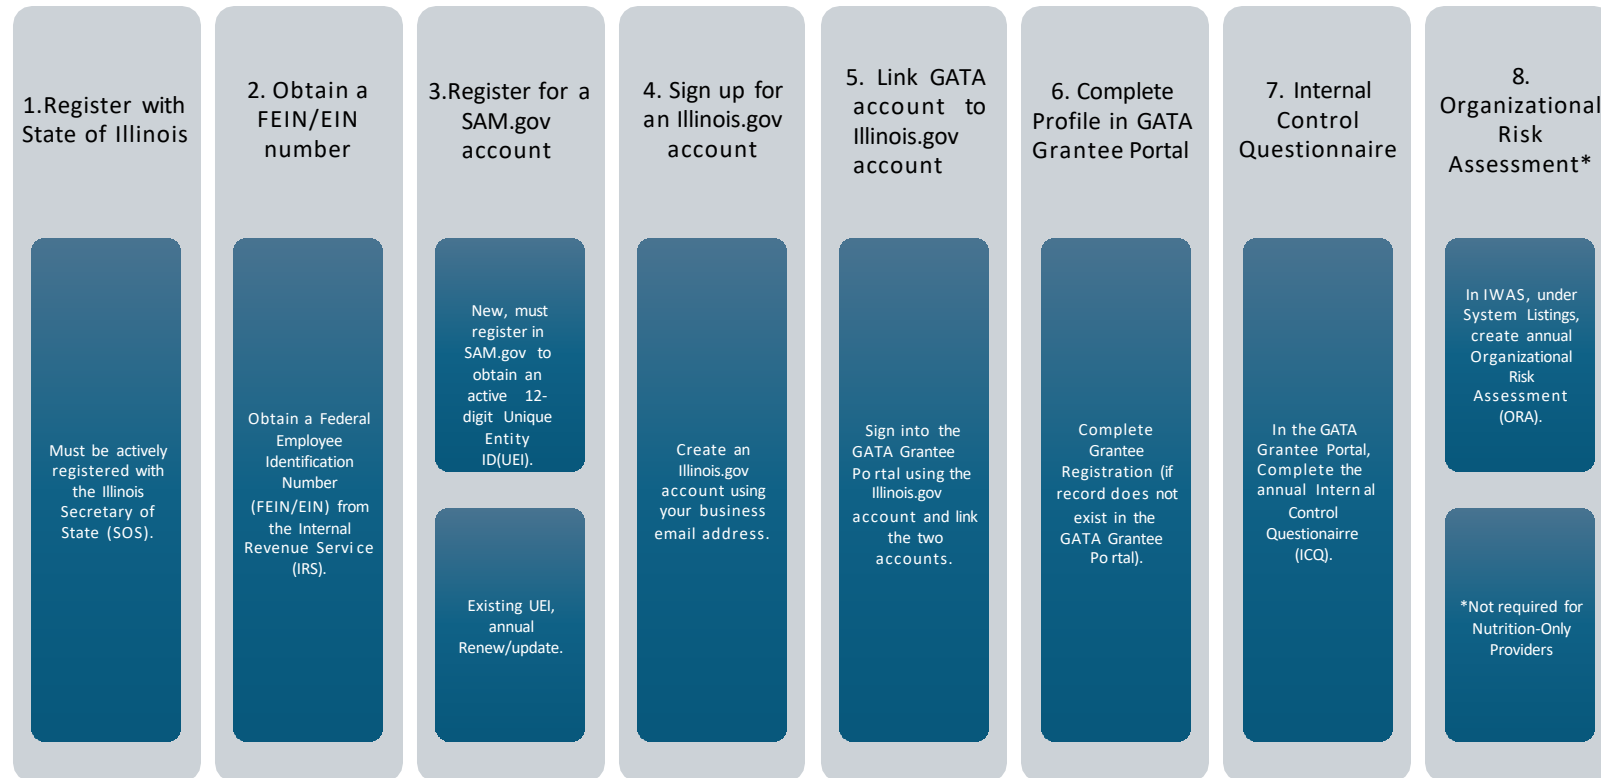 1.Register with
State of Illinois
Must be actively
registered with
the Illinois
Secretary of
State (SOS).
2. Obtain a
FEIN/EIN
number
Obtain a Federal
Employee
Identification
Number
(FEIN/EIN) from
the Internal
Revenue Service
(IRS).
3.Register for a
SAM.gov
account
New, must
register in
SAM.gov to
obtain an
active 12-
digit Unique
Entity
ID(UEI).
Existing UEI,
annual
Renew/update.
4. Sign up for
an Illinois.gov
account
Create an
Illinois.gov
account using
your business
email address.
5. Link GATA
account to
Illinois.gov
account
Sign into the
GATA Grantee
Portal using the
Illinois.gov
account and link
the two
accounts.
6. Complete
Profile in GATA
Grantee Portal
Complete
Grantee
Registration (if
record does not
exist in the
GATA Grantee
Portal).
7. Internal
Control
Questionnaire
In the GATA
Grantee Portal,
Complete the
annual Internal
Control
Questionairre
(ICQ).
8.
Organizational
Risk
Assessment*
In IWAS, under
System Listings,
create annual
Organizational
Risk
Assessment
(ORA).
*Not required for
Nutrition-Only
Providers